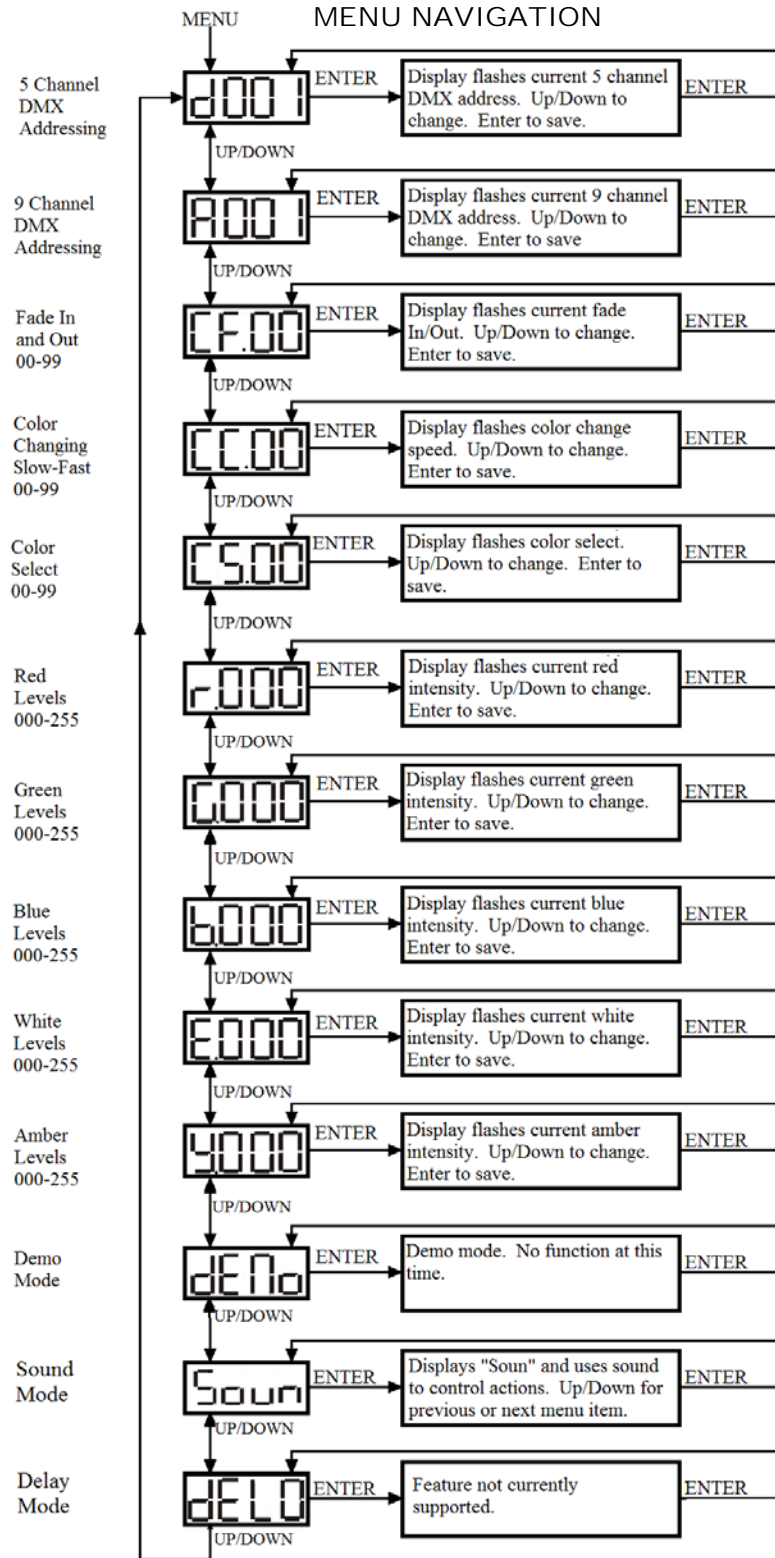 MENU
MENU NAVIGATION
5 Channel
DMX
Addressing
d001
ENTER
Display flashes current 5 channel
DMX address. Up/Down to
change. Enter to save.
ENTER
UP/DOWN
9 Channel
DMX
Addressing
A001
ENTER
Display flashes current 9 channel
DMX address. Up/Down to
change. Enter to save
ENTER
UP/DOWN
Fade In
and Out
00-99
CF.00
ENTER
Display flashes current fade
In/Out. Up/Down to change.
Enter to save.
ENTER
UP/DOWN
Color
Changing
Slow-Fast
00-99
CC.00
ENTER
Display flashes color change
speed. Up/Down to change.
Enter to save.
ENTER
UP/DOWN
Color
Select
00-99
CS.00
ENTER
Display flashes color select.
Up/Down to change. Enter to
save.
ENTER
UP/DOWN
Red
Levels
000-255
r.000
ENTER
Display flashes current red
intensity. Up/Down to change.
Enter to save.
ENTER
UP/DOWN
Green
Levels
000-255
G.000
ENTER
Display flashes current green
intensity. Up/Down to change.
Enter to save.
ENTER
UP/DOWN
Blue
Levels
000-255
b.000
ENTER
Display flashes current blue
intensity. Up/Down to change.
Enter to save.
ENTER
UP/DOWN
White
Levels
000-255
E.000
ENTER
Display flashes current white
intensity. Up/Down to change.
Enter to save.
ENTER
UP/DOWN
Amber
Levels
000-255
y.000
ENTER
Display flashes current amber
intensity. Up/Down to change.
Enter to save.
ENTER
UP/DOWN
Demo
Mode
dEMo
ENTER
Demo mode. No function at this
time.
ENTER
UP/DOWN
Sound
Mode
Soun
ENTER
Displays "Soun" and uses sound
to control actions. Up/Down for
previous or next menu item.
ENTER
UP/DOWN
Delay
Mode
dEL0
ENTER
Feature not currently
supported.
ENTER
UP/DOWN